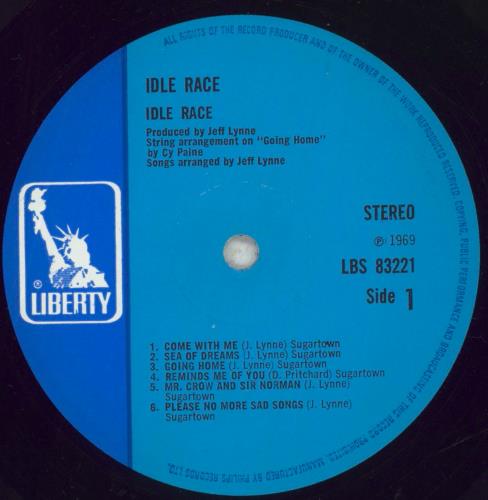 ALL RIGHTS OF THE RECORD PRODUCER AND OF THE OWNER OF THE WORK REPRODUCED RESERVED. COPYING, PUBLIC PERFORMANCE AND BROADCASTING OF THIS RECORD PROHIBITED. MANUFACTURED BY PHILIPS RECORDS LTD.
IDLE RACE
IDLE RACE
Produced by Jeff Lynne
String arrangement on "Going Home"
by Cy Paine
Songs arranged by Jeff Lynne
STEREO
Ⓟ 1969
LBS 83221
Side 1
® LIBERTY
1. COME WITH ME (J. Lynne) Sugartown
2. SEA OF DREAMS (J. Lynne) Sugartown
3. GOING HOME (J. Lynne) Sugartown
4. REMINDS ME OF YOU (D. Pritchard) Sugartown
5. MR. CROW AND SIR NORMAN (J. Lynne)
Sugartown
6. PLEASE NO MORE SAD SONGS (J. Lynne)
Sugartown